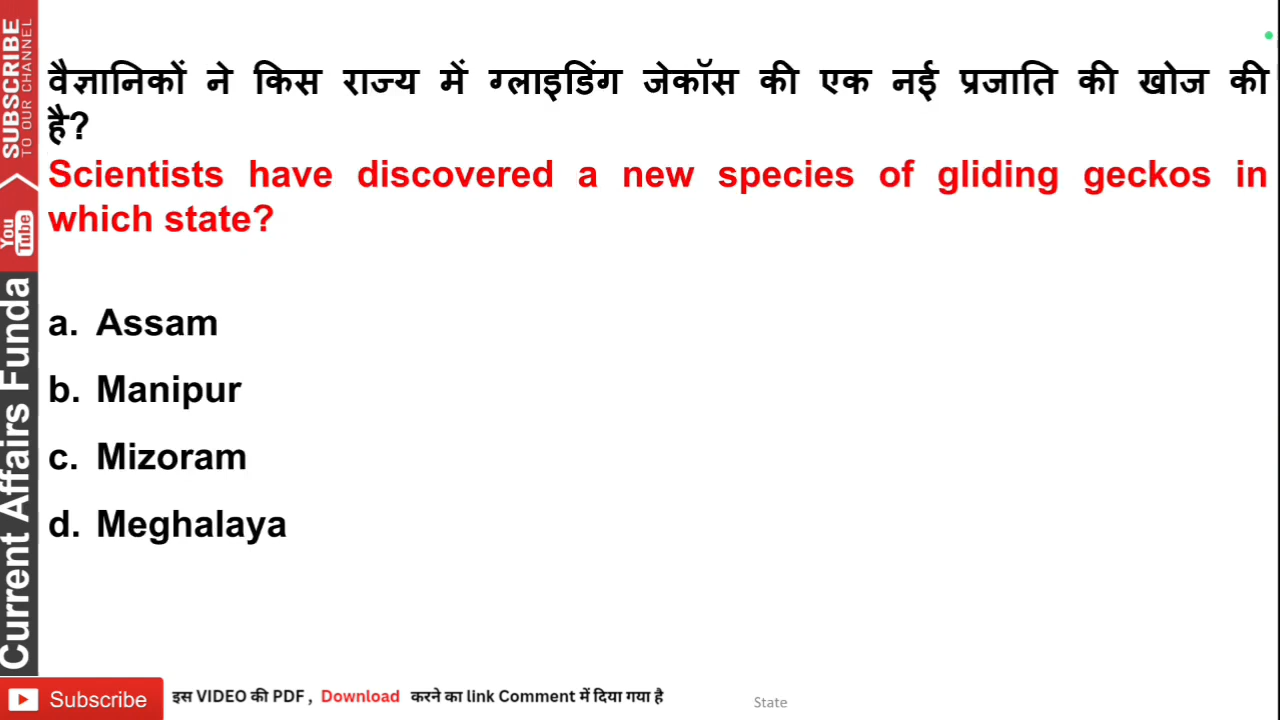 वैज्ञानिकों ने किस राज्य में ग्लाइडिंग जेकॉस की एक नई प्रजाति की खोज की
है?
Scientists have discovered a new species of gliding geckos in
which state?
a. Assam
b. Manipur
c. Mizoram
d. Meghalaya
SUBSCRIBE
TO OUR CHANNEL
You
Tube
Current Affairs Funda
Subscribe
इस VIDEO की PDF , Download करने का link Comment में दिया गया है
State